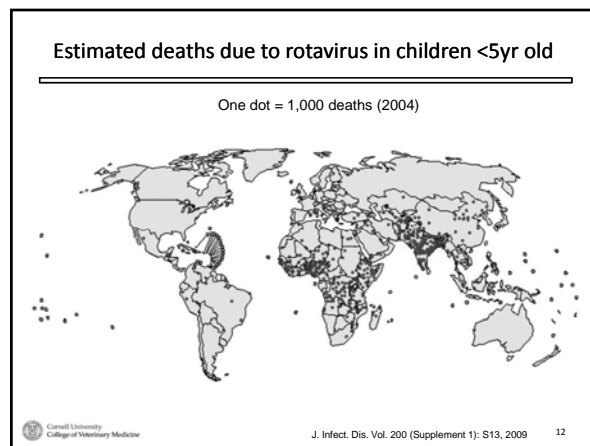 Estimated deaths due to rotavirus in children <5yr old
One dot = 1,000 deaths (2004)
Cornell University
College of Veterinary Medicine
J. Infect. Dis. Vol. 200 (Supplement 1): S13, 2009
12